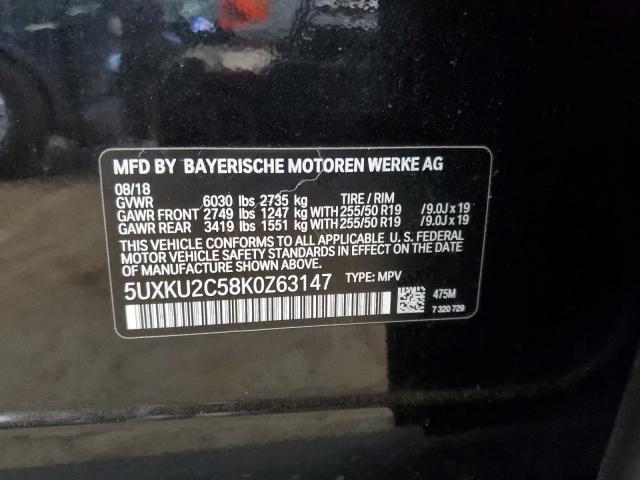 MFD BY BAYERISCHE MOTOREN WERKE AG
08/18
GVWR 6030 lbs 2735 kg TIRE / RIM
GAWR FRONT 2749 lbs 1247 kg WITH 255/50 R19 / 9.0J x 19
GAWR REAR 3419 lbs 1551 kg WITH 255/50 R19 / 9.0J x 19
THIS VEHICLE CONFORMS TO ALL APPLICABLE U. S. FEDERAL
MOTOR VEHICLE SAFETY STANDARDS IN EFFECT ON THE DATE
OF MANUFACTURE SHOWN ABOVE.
5UXKU2C58K0Z63147 TYPE: MPV
475M
7 320 729